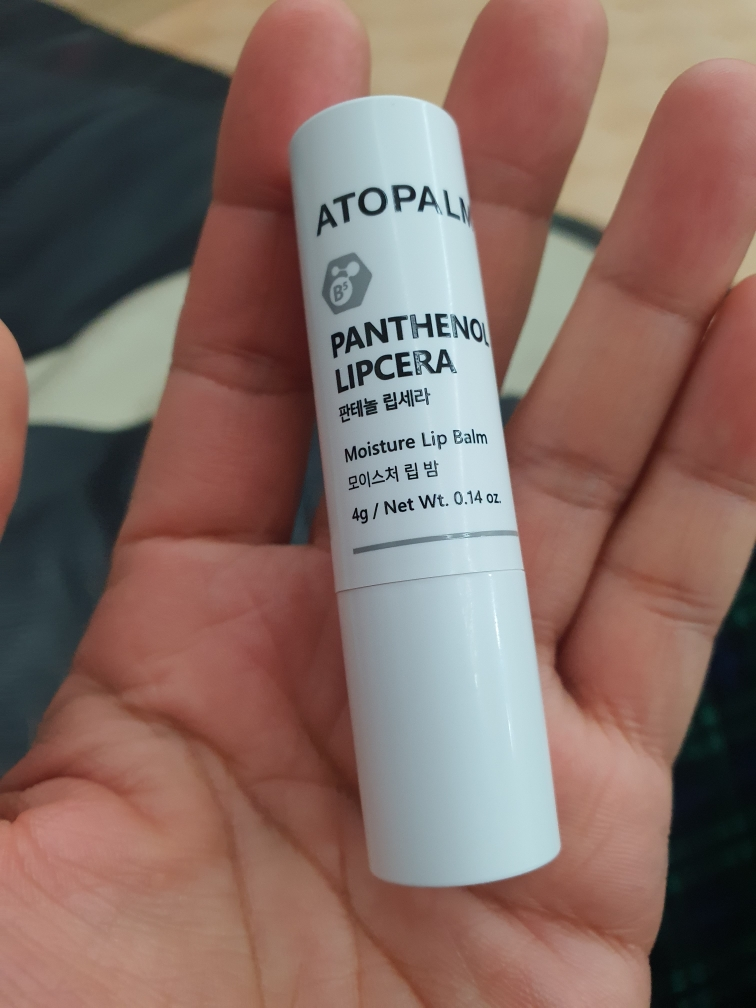 ATOPALM
B5
PANTHENOL
LIPCERA
판테놀 립세라
Moisture Lip Balm
모이스처 립 밤
4g / Net Wt. 0.14 oz.